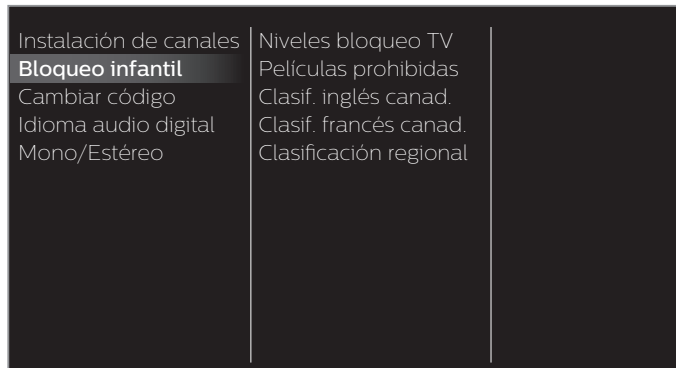 Instalación de canales
Bloqueo infantil
Cambiar código
Idioma audio digital
Mono/Estéreo
Niveles bloqueo TV
Películas prohibidas
Clasif. inglés canad.
Clasif. francés canad.
Clasificación regional